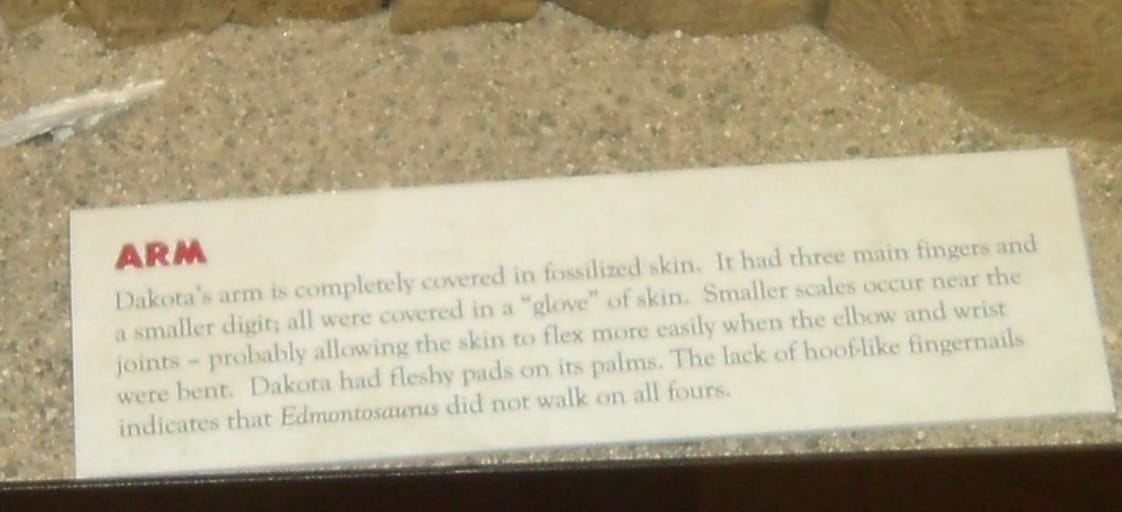 ARM
Dakota's arm is completely covered in fossilized skin. It had three main fingers and
a smaller digit; all were covered in a "glove" of skin. Smaller scales occur near the
joints – probably allowing the skin to flex more easily when the elbow and wrist
were bent. Dakota had fleshy pads on its palms. The lack of hoof-like fingernails
indicates that Edmontosaurus did not walk on all fours.